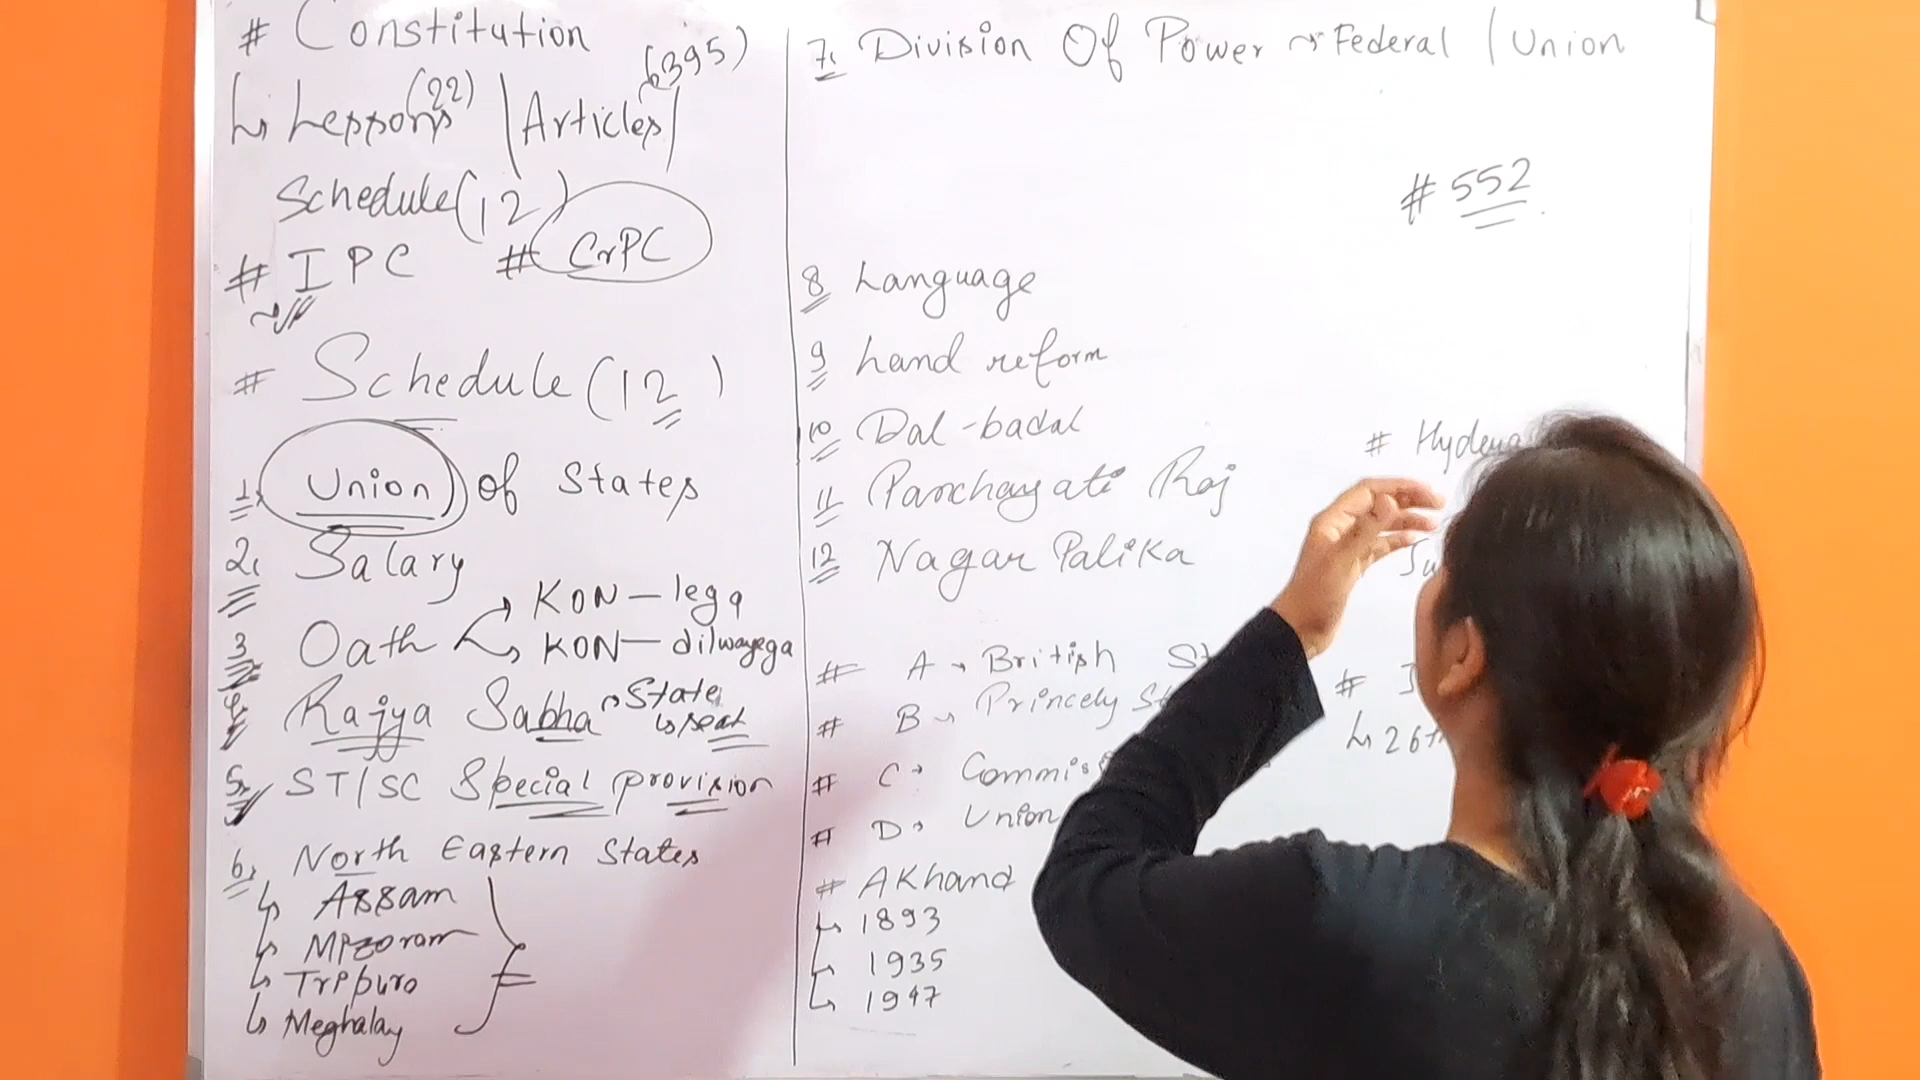 # Constitution
↳ Lessons (22) | Articles | (395)
Schedule (12)
# IPC # CrPC
# Schedule (12)
1. Union of States
2. Salary
3. Oath → KON - lega
↳ KON - dilwayega
4. Rajya Sabha → State
↳ seat
5. ST/SC Special provision
6. North Eastern States
↳ Assam
↳ Mizoram
↳ Tripura
↳ Meghalay
7. Division Of Power → Federal / Union
# 552
8 Language
9 Land reform
10 Dal-badal
11 Panchayati Raj
12 Nagar Palika
# A → British
# B → Princely
# C →
# D → Union
# Akhand
↳ 1893
↳ 1935
↳ 1947
#
#
↳ 26th